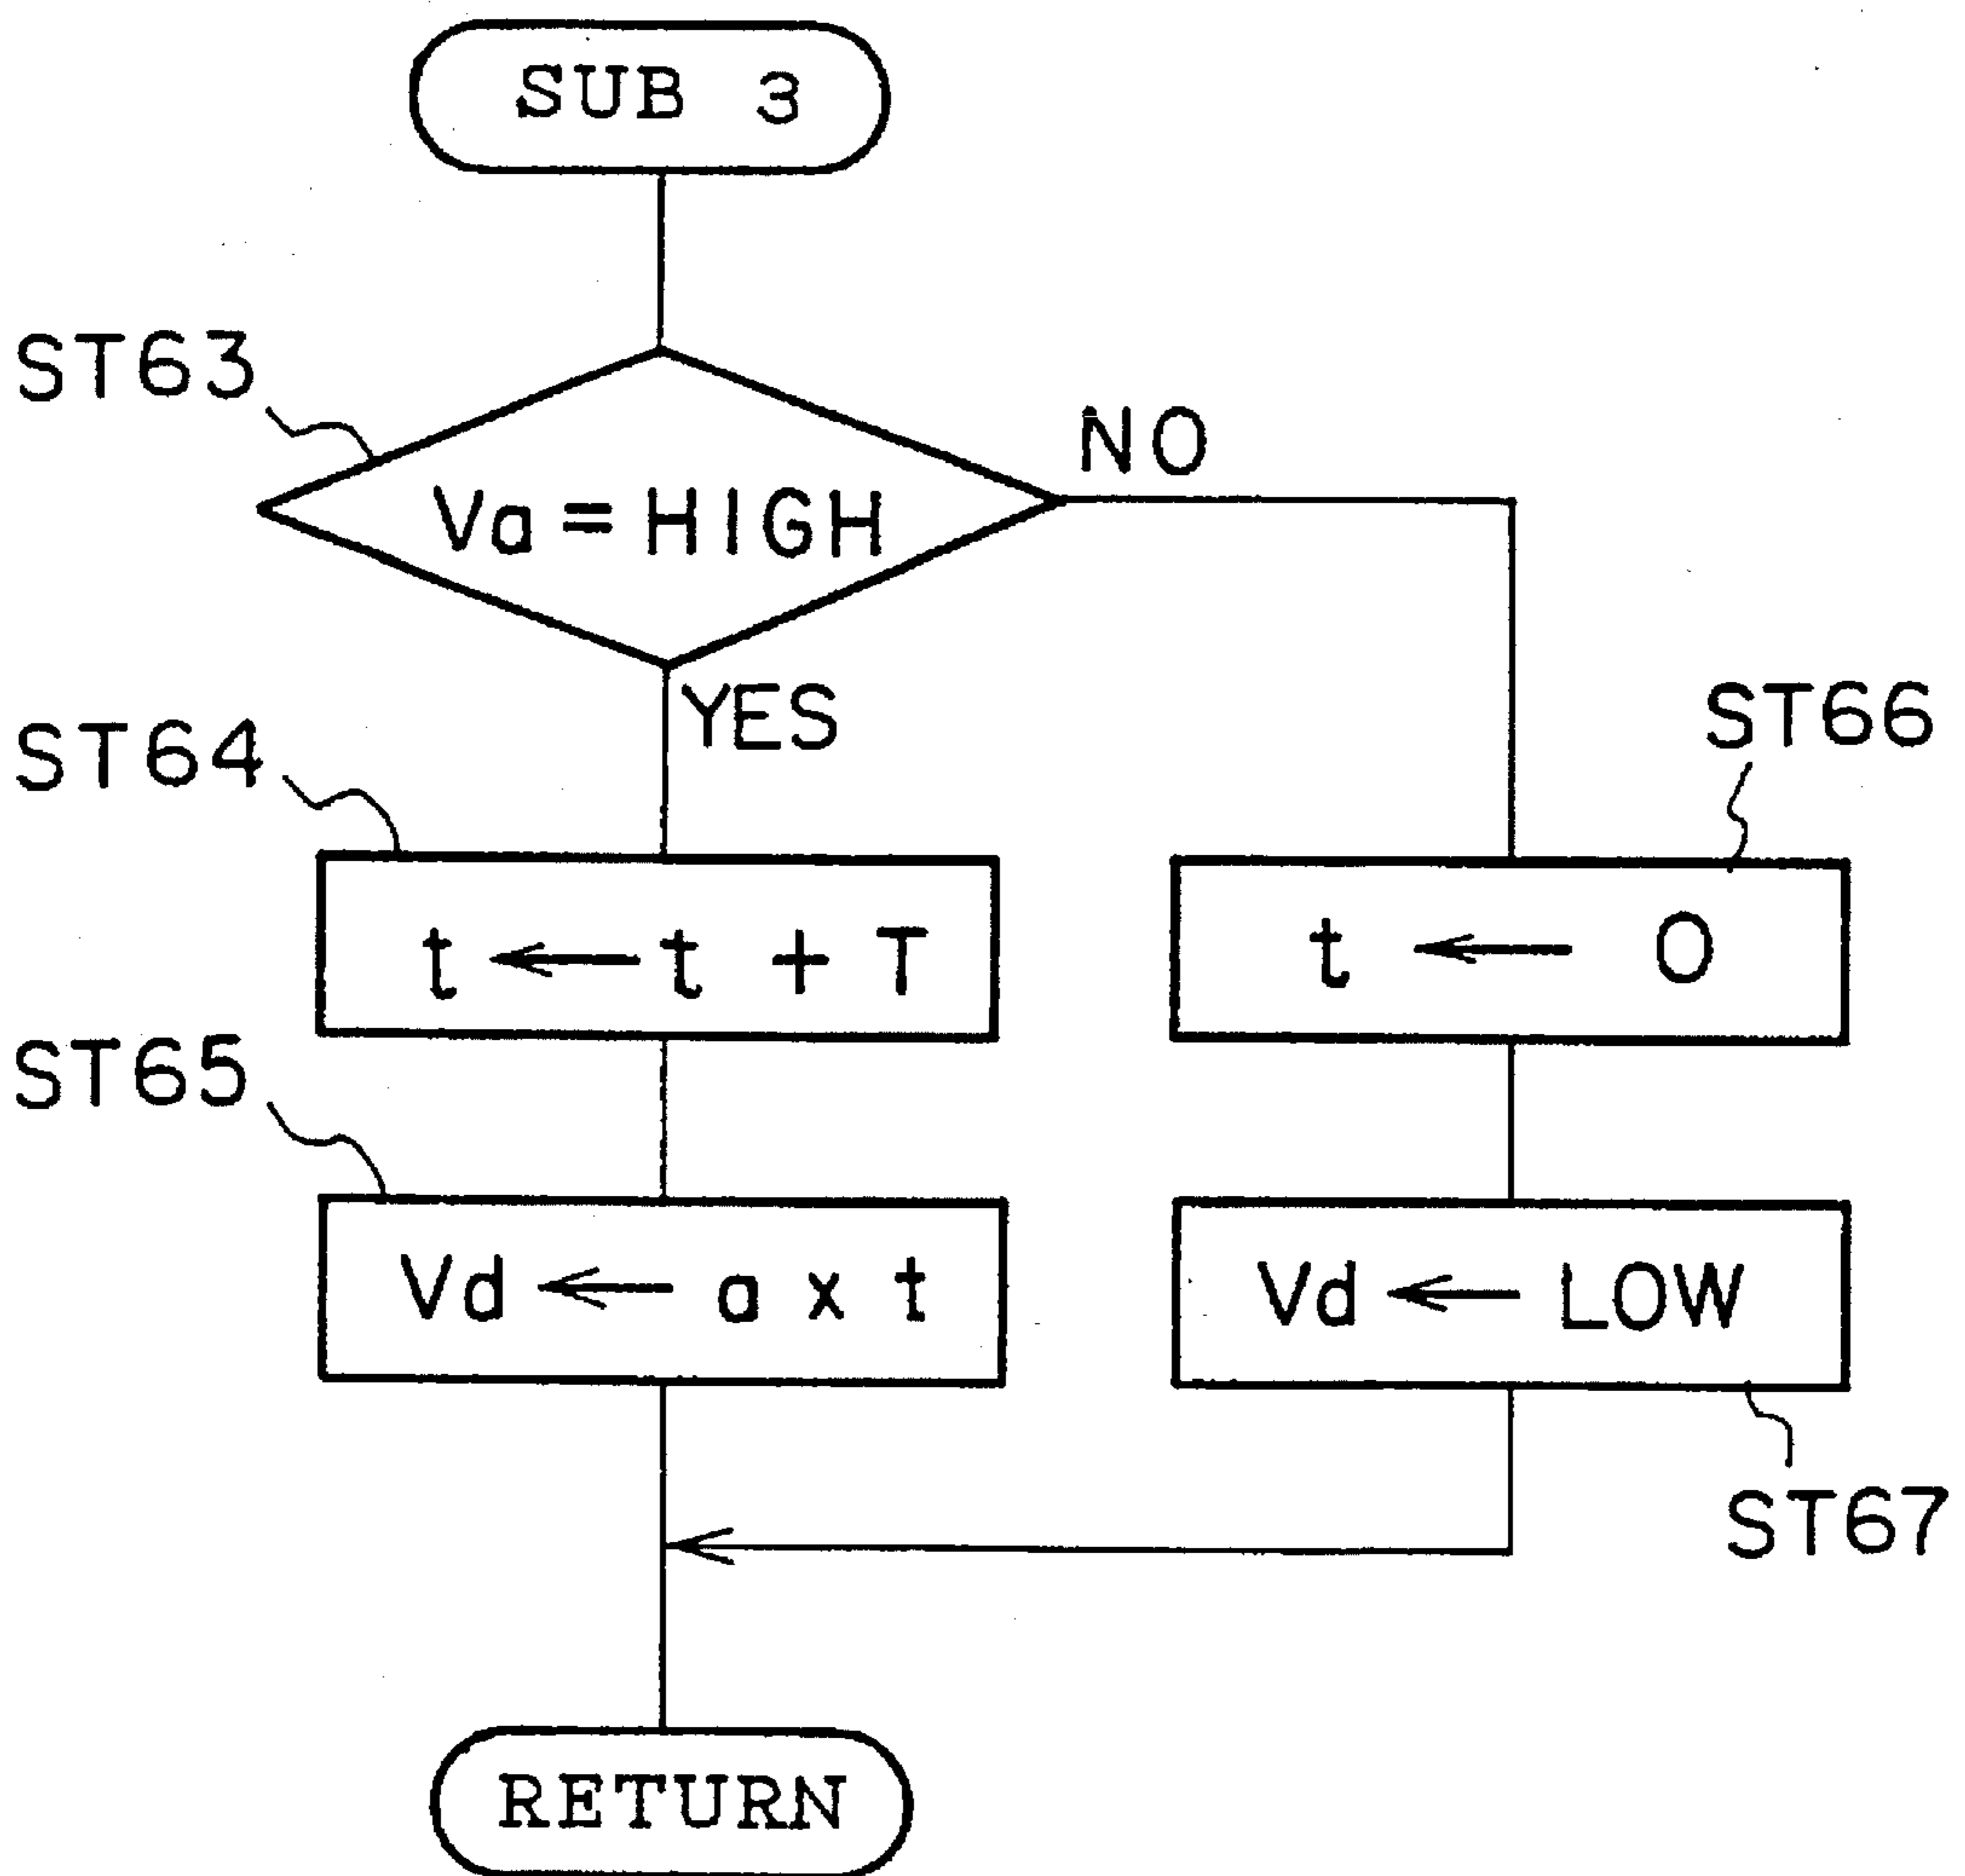 SUB 3
ST63
NO
Va = HIGH
YES
ST64
ST66
t ← t + T
t ← 0
ST65
Vd ← a x t
Vd ← LOW
ST67
RETURN